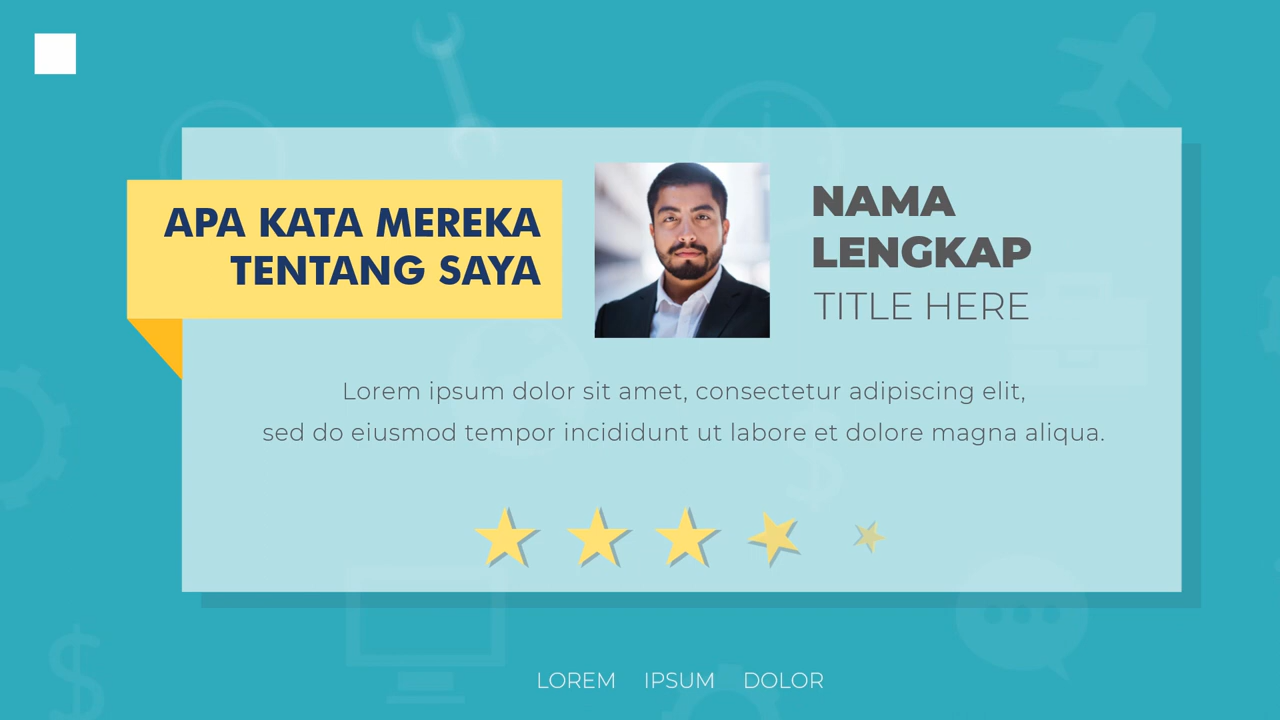 APA KATA MEREKA
TENTANG SAYA
NAMA
LENGKAP
TITLE HERE
Lorem ipsum dolor sit amet, consectetur adipiscing elit,
sed do eiusmod tempor incididunt ut labore et dolore magna aliqua.
LOREM IPSUM DOLOR